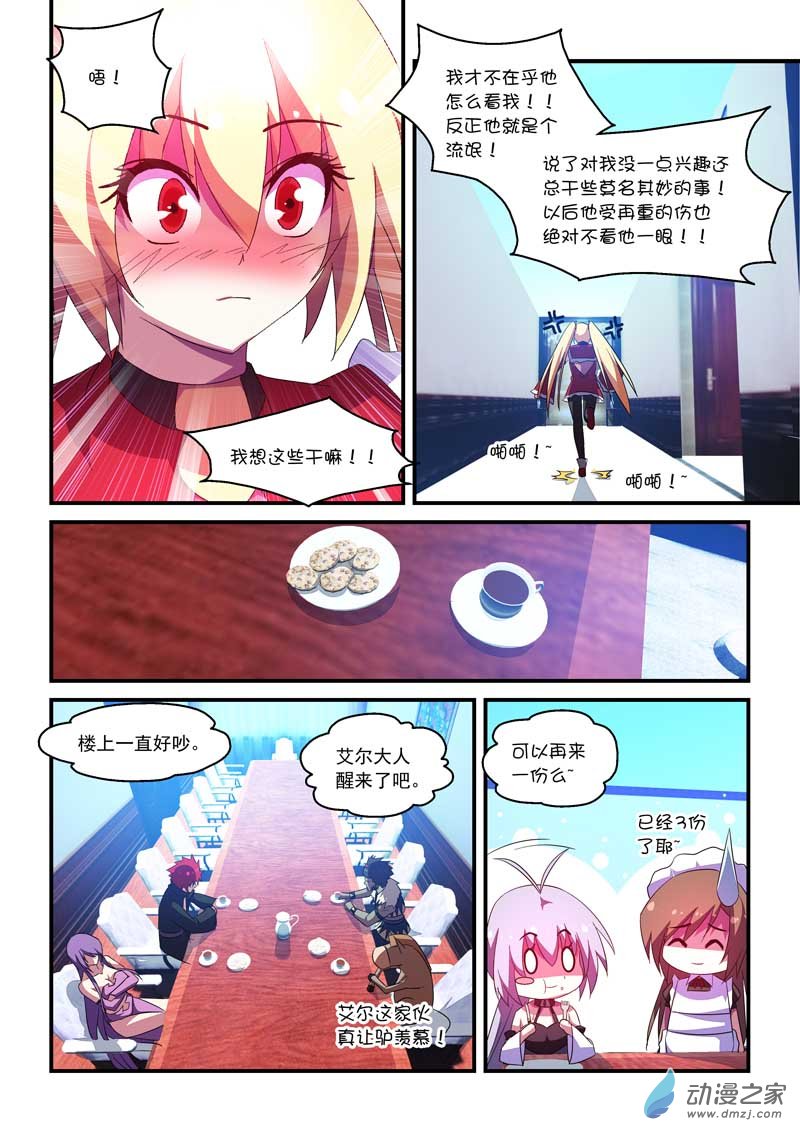 唔！
我才不在乎他
怎么看我！！
反正他就是个
流氓！
说了对我没一点兴趣还
总干些莫名其妙的事！
以后他受再重的伤也
绝对不看他一眼！！
我想这些干嘛！！
啪啪！~
啪啪！~
楼上一直好吵。
艾尔大人
醒来了吧。
艾尔这家伙
真让驴羡慕！
可以再来
一份么~
已经3份
了耶~
动漫之家
www.dmzj.com